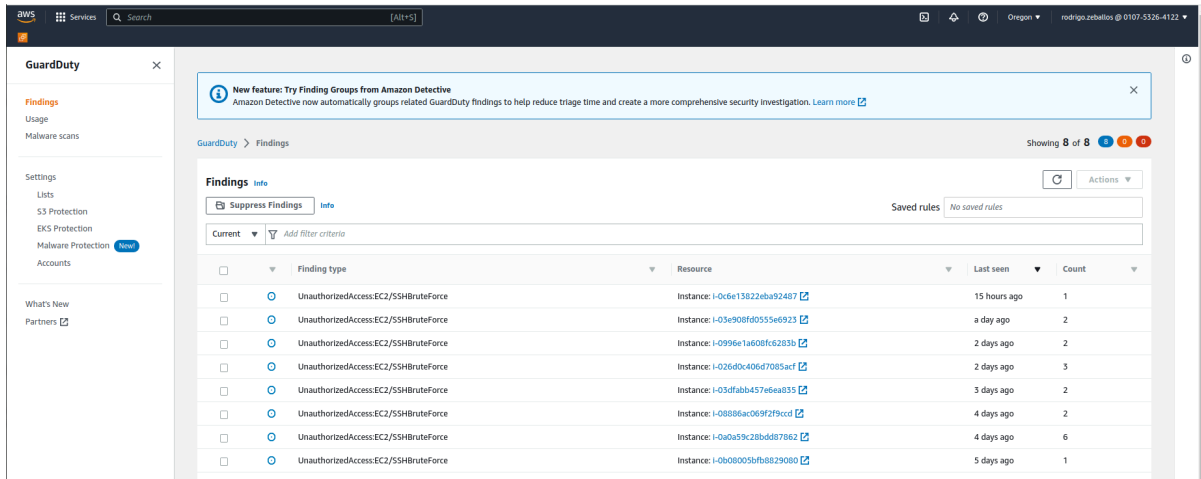 aws Services Search [Alt+S] Oregon ▼ rodrigo.zeballos @ 0107-5326-4122 ▼
GuardDuty
Findings
Usage
Malware scans
Settings
Lists
S3 Protection
EKS Protection
Malware Protection New!
Accounts
What's New
Partners
New feature: Try Finding Groups from Amazon Detective
Amazon Detective now automatically groups related GuardDuty findings to help reduce triage time and create a more comprehensive security investigation. Learn more
GuardDuty > Findings Showing 8 of 8 8 0 0
Findings Info Actions ▼
Suppress Findings Info Saved rules No saved rules
Current ▼ Add filter criteria
Finding type Resource Last seen Count
UnauthorizedAccess:EC2/SSHBruteForce Instance: i-0c6e13822eba92487 15 hours ago 1
UnauthorizedAccess:EC2/SSHBruteForce Instance: i-03e908fd0555e6923 a day ago 2
UnauthorizedAccess:EC2/SSHBruteForce Instance: i-0996e1a608fc6283b 2 days ago 2
UnauthorizedAccess:EC2/SSHBruteForce Instance: i-026d0c406d7085acf 2 days ago 3
UnauthorizedAccess:EC2/SSHBruteForce Instance: i-03dfabb457e6ea835 3 days ago 2
UnauthorizedAccess:EC2/SSHBruteForce Instance: i-08886ac069f2f9ccd 4 days ago 2
UnauthorizedAccess:EC2/SSHBruteForce Instance: i-0a0a59c28bdd87862 4 days ago 6
UnauthorizedAccess:EC2/SSHBruteForce Instance: i-0b08005bfb8829080 5 days ago 1